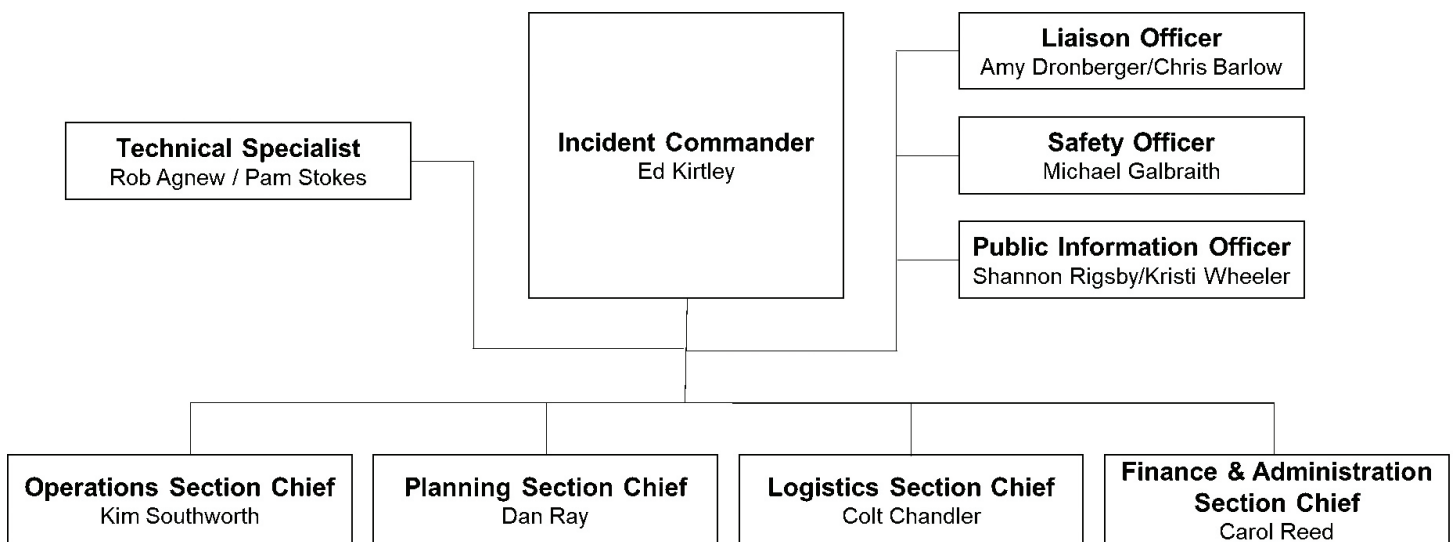 Liaison Officer
Amy Dronberger/Chris Barlow
Technical Specialist
Rob Agnew / Pam Stokes
Incident Commander
Ed Kirtley
Safety Officer
Michael Galbraith
Public Information Officer
Shannon Rigsby/Kristi Wheeler
Operations Section Chief
Kim Southworth
Planning Section Chief
Dan Ray
Logistics Section Chief
Colt Chandler
Finance & Administration
Section Chief
Carol Reed